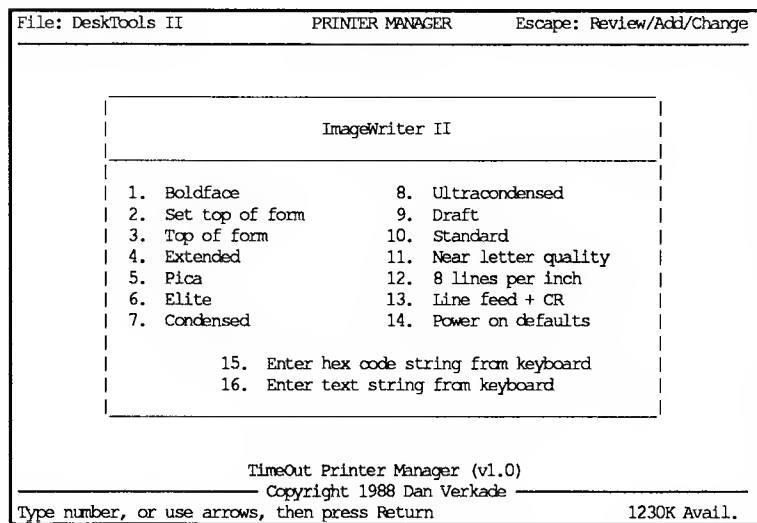 File: DeskTools II PRINTER MANAGER Escape: Review/Add/Change
ImageWriter II
1. Boldface 8. Ultracondensed
2. Set top of form 9. Draft
3. Top of form 10. Standard
4. Extended 11. Near letter quality
5. Pica 12. 8 lines per inch
6. Elite 13. Line feed + CR
7. Condensed 14. Power on defaults
15. Enter hex code string from keyboard
16. Enter text string from keyboard
TimeOut Printer Manager (v1.0)
Copyright 1988 Dan Verkade
Type number, or use arrows, then press Return 1230K Avail.